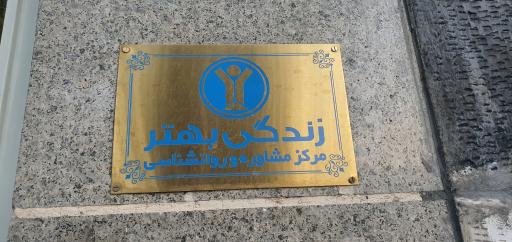 زندگی بهتر
مرکز مشاوره و روانشناسی